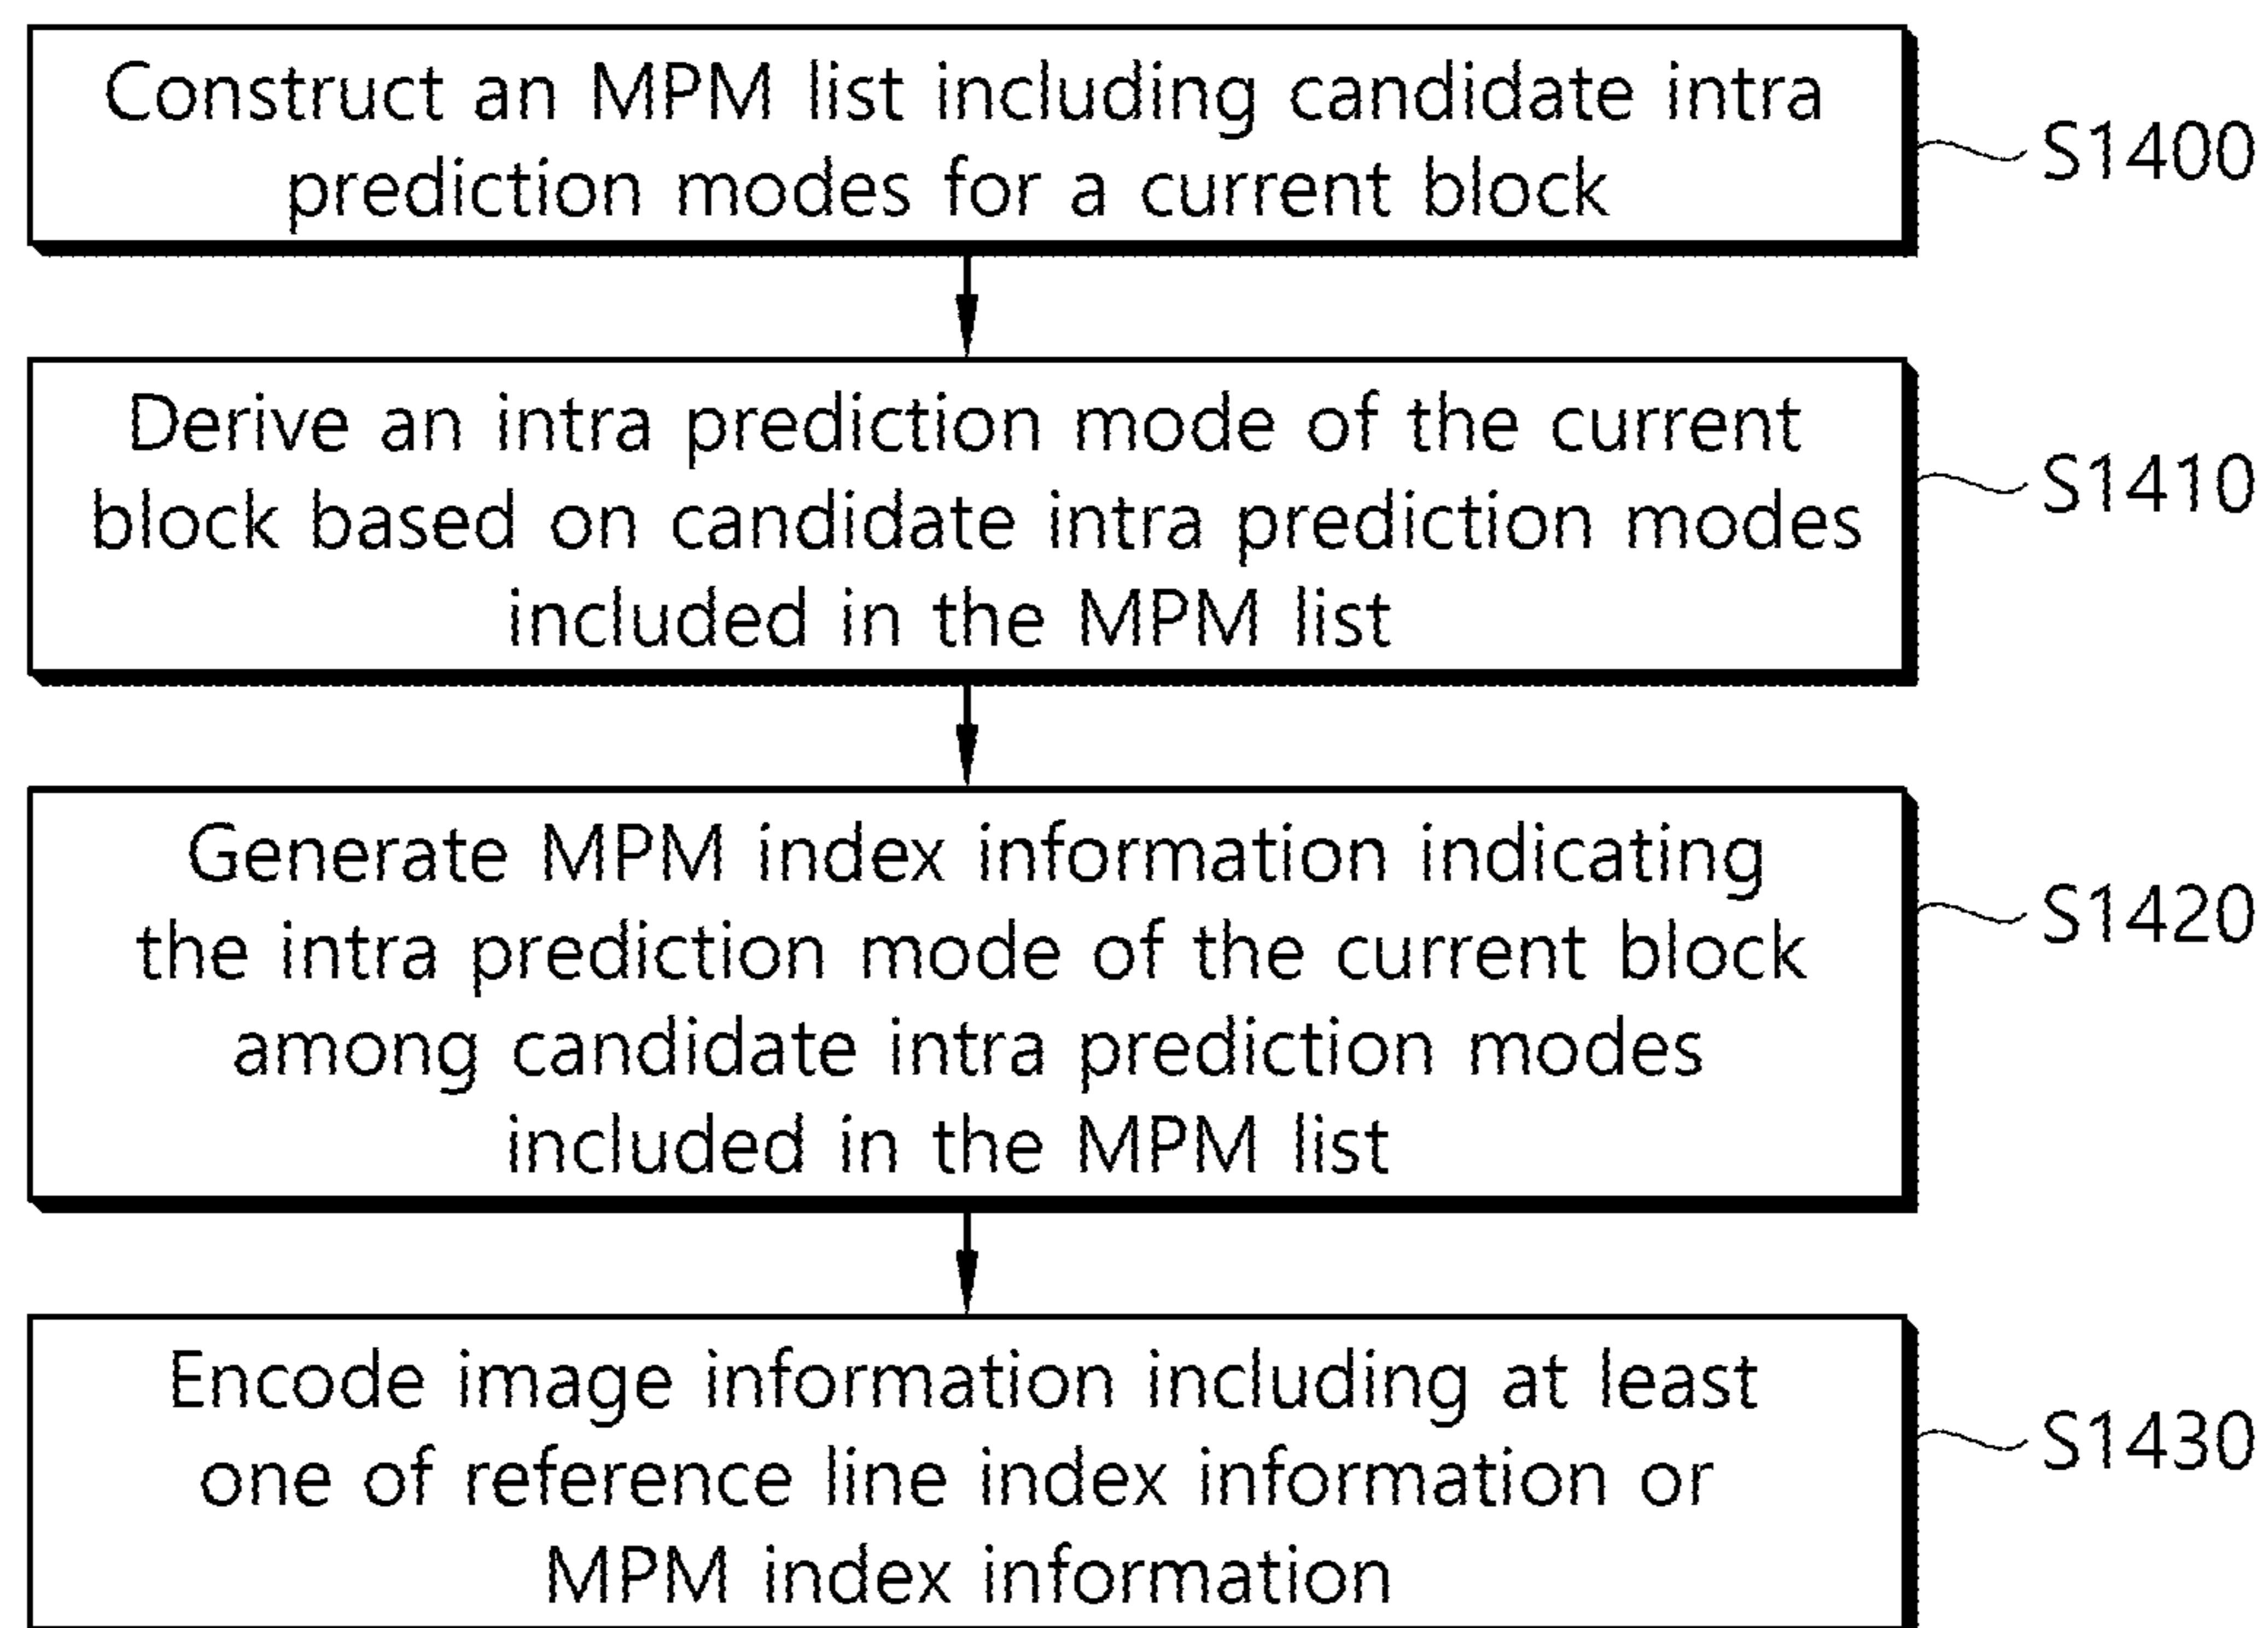 Construct an MPM list including candidate intra
prediction modes for a current block
S1400
Derive an intra prediction mode of the current
block based on candidate intra prediction modes
included in the MPM list
S1410
Generate MPM index information indicating
the intra prediction mode of the current block
among candidate intra prediction modes
included in the MPM list
S1420
Encode image information including at least
one of reference line index information or
MPM index information
S1430